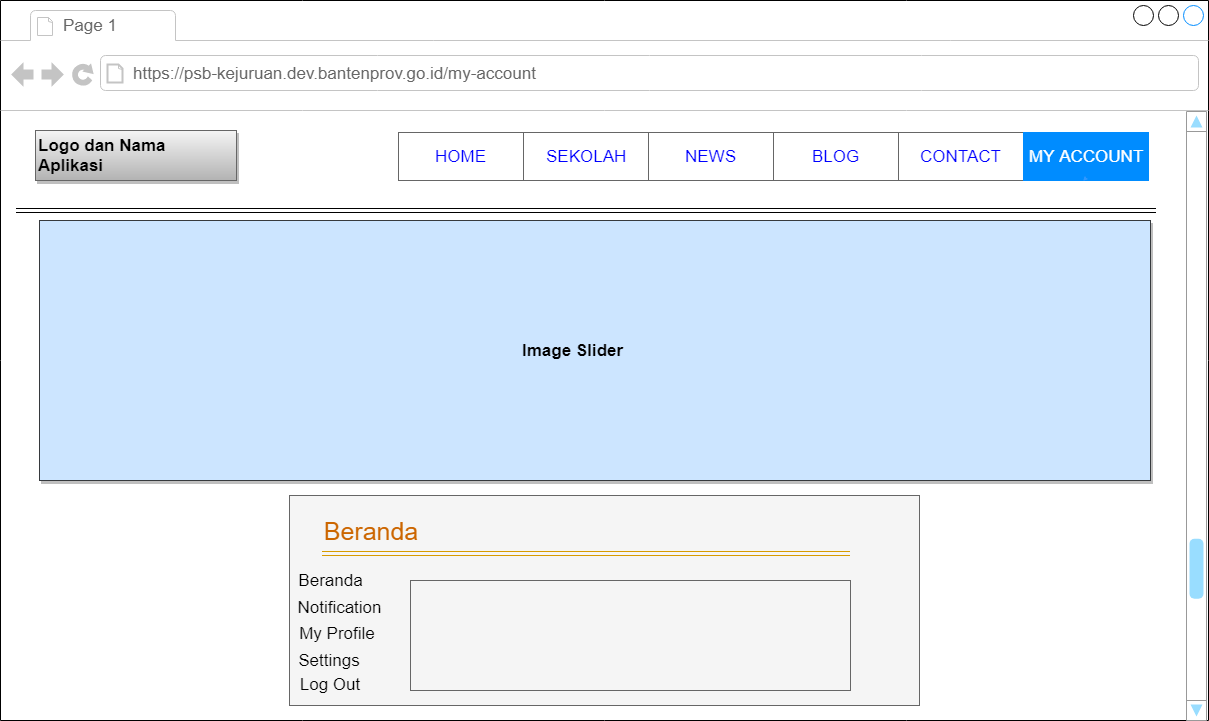 Page 1
https://psb-kejuruan.dev.bantenprov.go.id/my-account
Logo dan Nama
Aplikasi
HOME
SEKOLAH
NEWS
BLOG
CONTACT
MY ACCOUNT
Image Slider
Beranda
Beranda
Notification
My Profile
Settings
Log Out